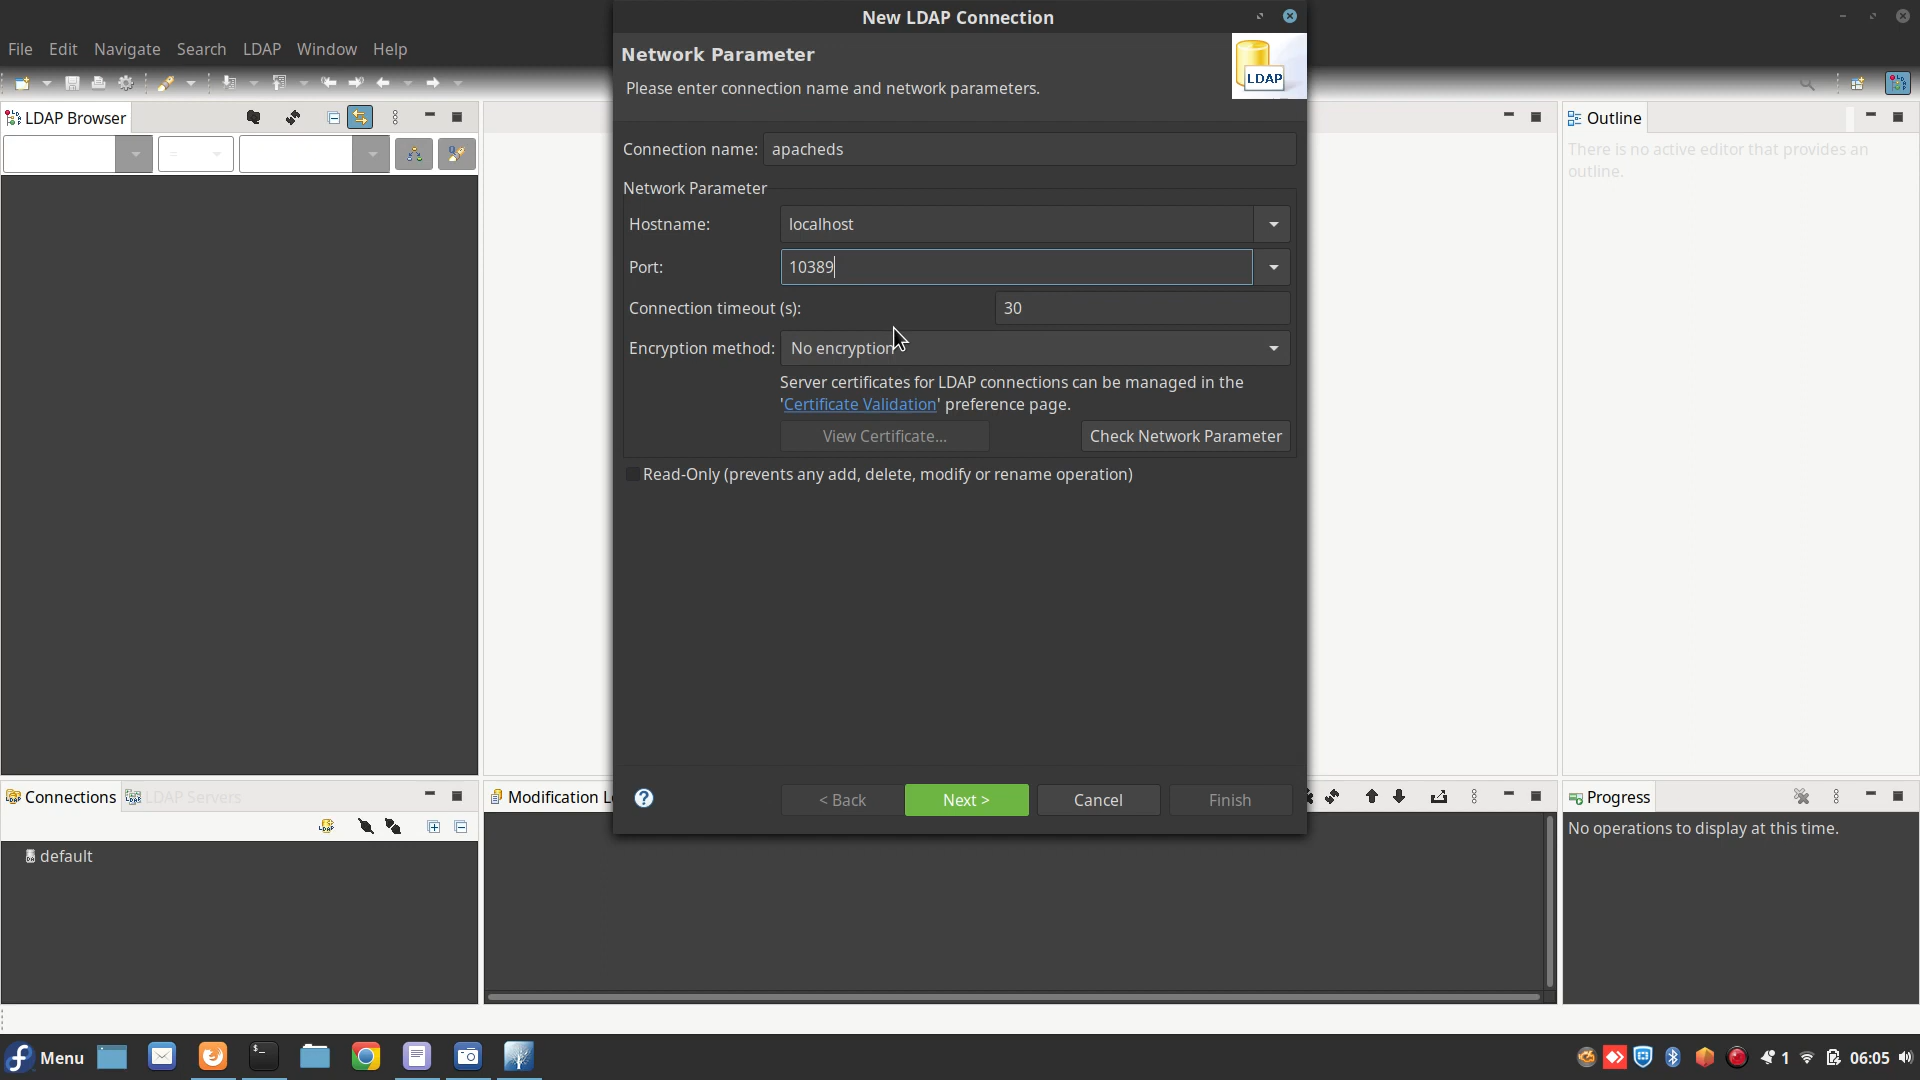 New LDAP Connection
File Edit Navigate Search LDAP Window Help
Network Parameter
Please enter connection name and network parameters.
LDAP
LDAP Browser
Outline
There is no active editor that provides an
outline.
=
Connection name: apacheds
Network Parameter
Hostname: localhost
Port: 10389
Connection timeout (s): 30
Encryption method: No encryption
Server certificates for LDAP connections can be managed in the
'Certificate Validation' preference page.
View Certificate... Check Network Parameter
Read-Only (prevents any add, delete, modify or rename operation)
< Back Next > Cancel Finish
Connections LDAP Servers
default
Modification L
Progress
No operations to display at this time.
Menu
1 06:05